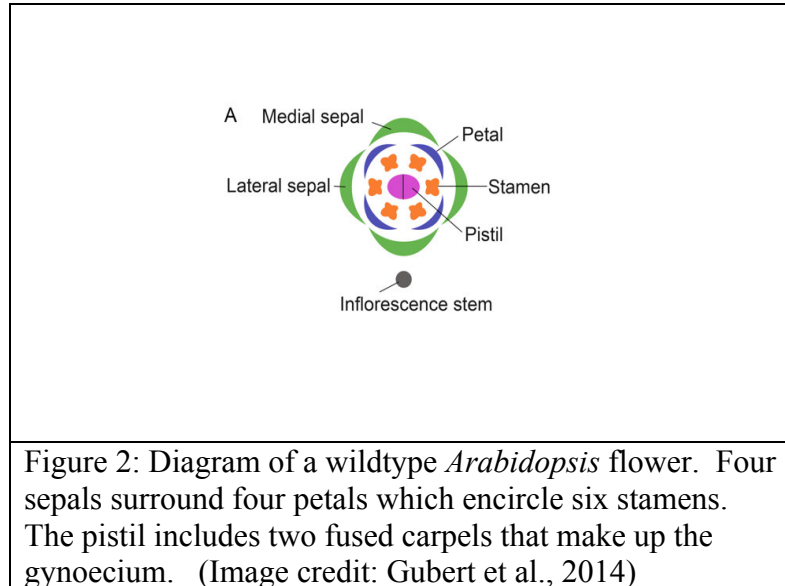 A
Medial sepal
Petal
Lateral sepal
Stamen
Pistil
Inflorescence stem
Figure 2: Diagram of a wildtype Arabidopsis flower. Four
sepals surround four petals which encircle six stamens.
The pistil includes two fused carpels that make up the
gynoecium. (Image credit: Gubert et al., 2014)